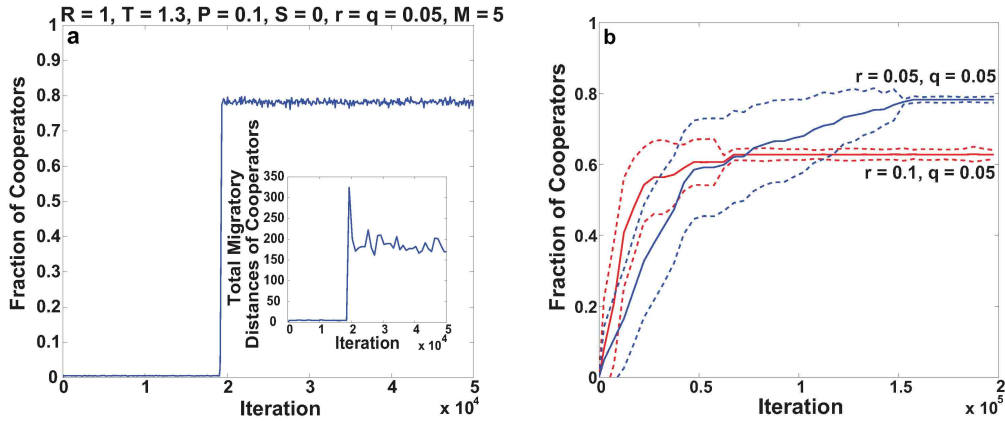 R = 1, T = 1.3, P = 0.1, S = 0, r = q = 0.05, M = 5
a
Fraction of Cooperators
1
0.9
0.8
0.7
0.6
0.5
0.4
0.3
0.2
0.1
0
0
1
2
3
4
5
x 10^4
Iteration
Total Migratory
Distances of Cooperators
350
300
250
200
150
100
50
0
0
1
2
3
4
5
Iteration
x 10^4
b
Fraction of Cooperators
0.8
0.6
0.4
0.2
0
r = 0.05, q = 0.05
r = 0.1, q = 0.05
0
0.5
1
1.5
2
x 10^5
Iteration